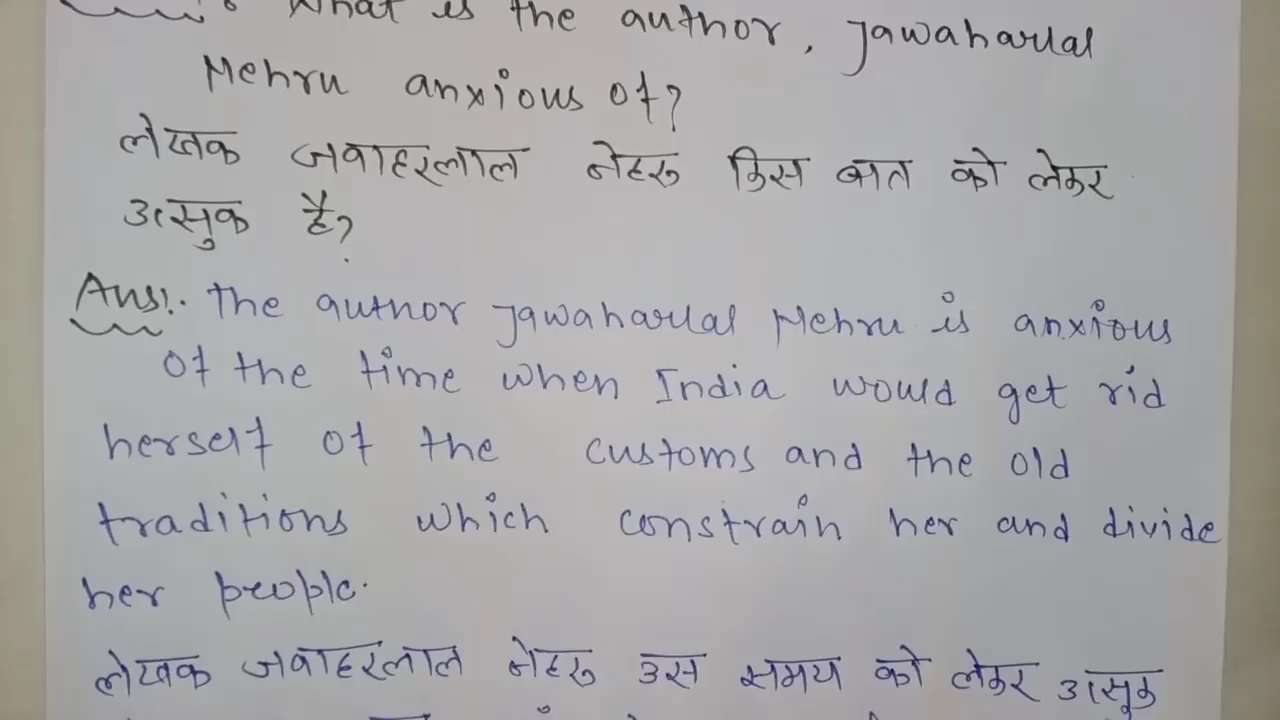 What is the author, Jawaharlal
Nehru anxious of?
लेखक जवाहरलाल नेहरू किस बात को लेकर
उत्सुक है?
Ans:. The author Jawaharlal Nehru is anxious
of the time when India would get rid
herself of the customs and the old
traditions which constrain her and divide
her people.
लेखक जवाहरलाल नेहरू उस समय को लेकर उत्सुक